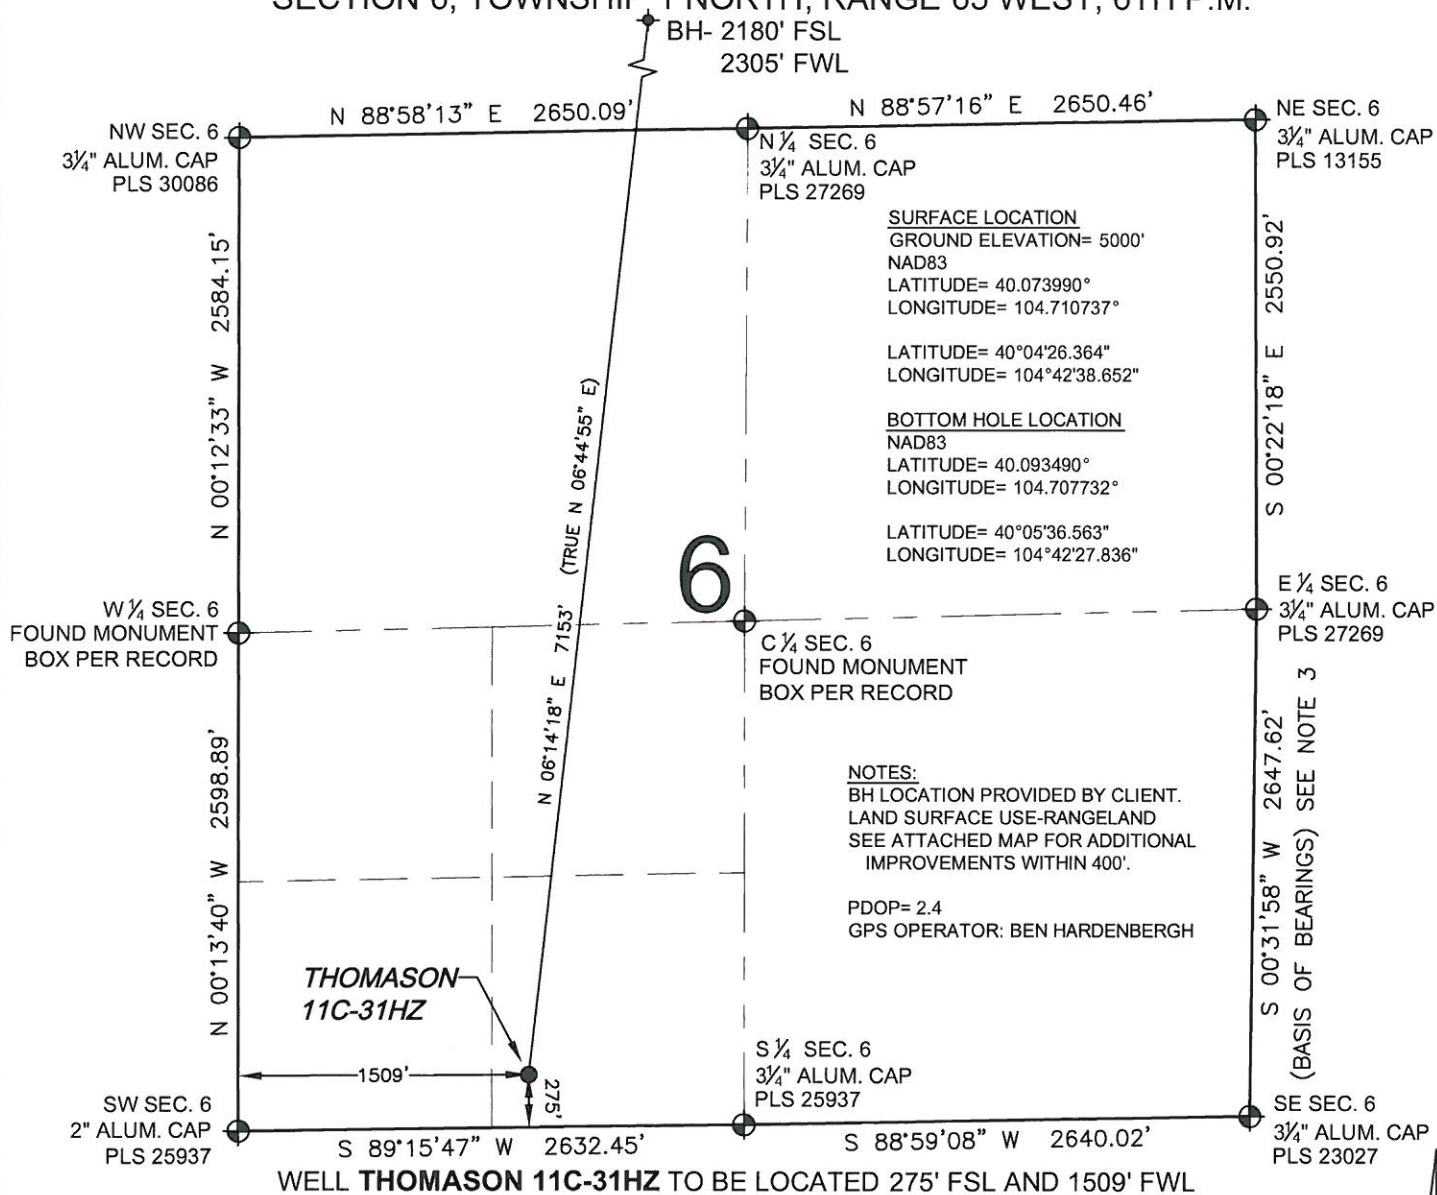 SECTION 6, TOWNSHIP 1 NORTH, RANGE 65 WEST, 6TH P.M.
BH- 2180' FSL
2305' FWL
N 88°58'13" E 2650.09'
N 88°57'16" E 2650.46'
NW SEC. 6
3¼" ALUM. CAP
PLS 30086
N ¼ SEC. 6
3¼" ALUM. CAP
PLS 27269
NE SEC. 6
3¼" ALUM. CAP
PLS 13155
N 00°12'33" W 2584.15'
SURFACE LOCATION
GROUND ELEVATION= 5000'
NAD83
LATITUDE= 40.073990°
LONGITUDE= 104.710737°
LATITUDE= 40°04'26.364"
LONGITUDE= 104°42'38.652"
BOTTOM HOLE LOCATION
NAD83
LATITUDE= 40.093490°
LONGITUDE= 104.707732°
LATITUDE= 40°05'36.563"
LONGITUDE= 104°42'27.836"
S 00°22'18" E 2550.92'
N 06°14'18" E 7153' (TRUE N 06°44'55" E)
6
W ¼ SEC. 6
FOUND MONUMENT
BOX PER RECORD
C ¼ SEC. 6
FOUND MONUMENT
BOX PER RECORD
E ¼ SEC. 6
3¼" ALUM. CAP
PLS 27269
N 00°13'40" W 2598.89'
NOTES:
BH LOCATION PROVIDED BY CLIENT.
LAND SURFACE USE-RANGELAND
SEE ATTACHED MAP FOR ADDITIONAL
IMPROVEMENTS WITHIN 400'.
PDOP= 2.4
GPS OPERATOR: BEN HARDENBERGH
S 00°31'58" W 2647.62'
(BASIS OF BEARINGS) SEE NOTE 3
THOMASON
11C-31HZ
1509'
275'
SW SEC. 6
2" ALUM. CAP
PLS 25937
S ¼ SEC. 6
3¼" ALUM. CAP
PLS 25937
SE SEC. 6
3¼" ALUM. CAP
PLS 23027
S 89°15'47" W 2632.45'
S 88°59'08" W 2640.02'
WELL THOMASON 11C-31HZ TO BE LOCATED 275' FSL AND 1509' FWL